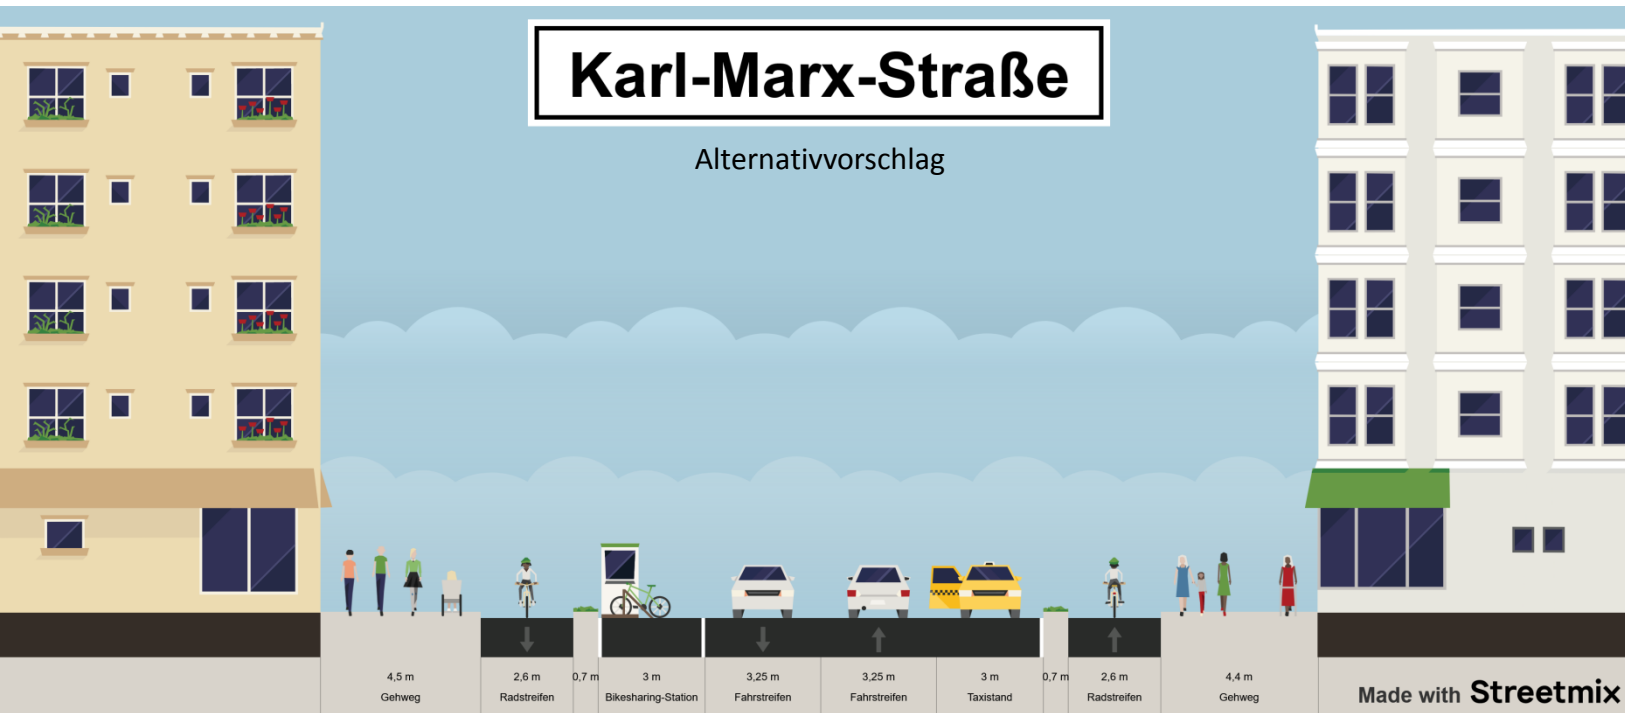 Karl-Marx-Straße
Alternativvorschlag
4,5 m
Gehweg
2,6 m
Radstreifen
0,7 m
3 m
Bikesharing-Station
3,25 m
Fahrstreifen
3,25 m
Fahrstreifen
3 m
Taxistand
0,7 m
2,6 m
Radstreifen
4,4 m
Gehweg
Made with Streetmix